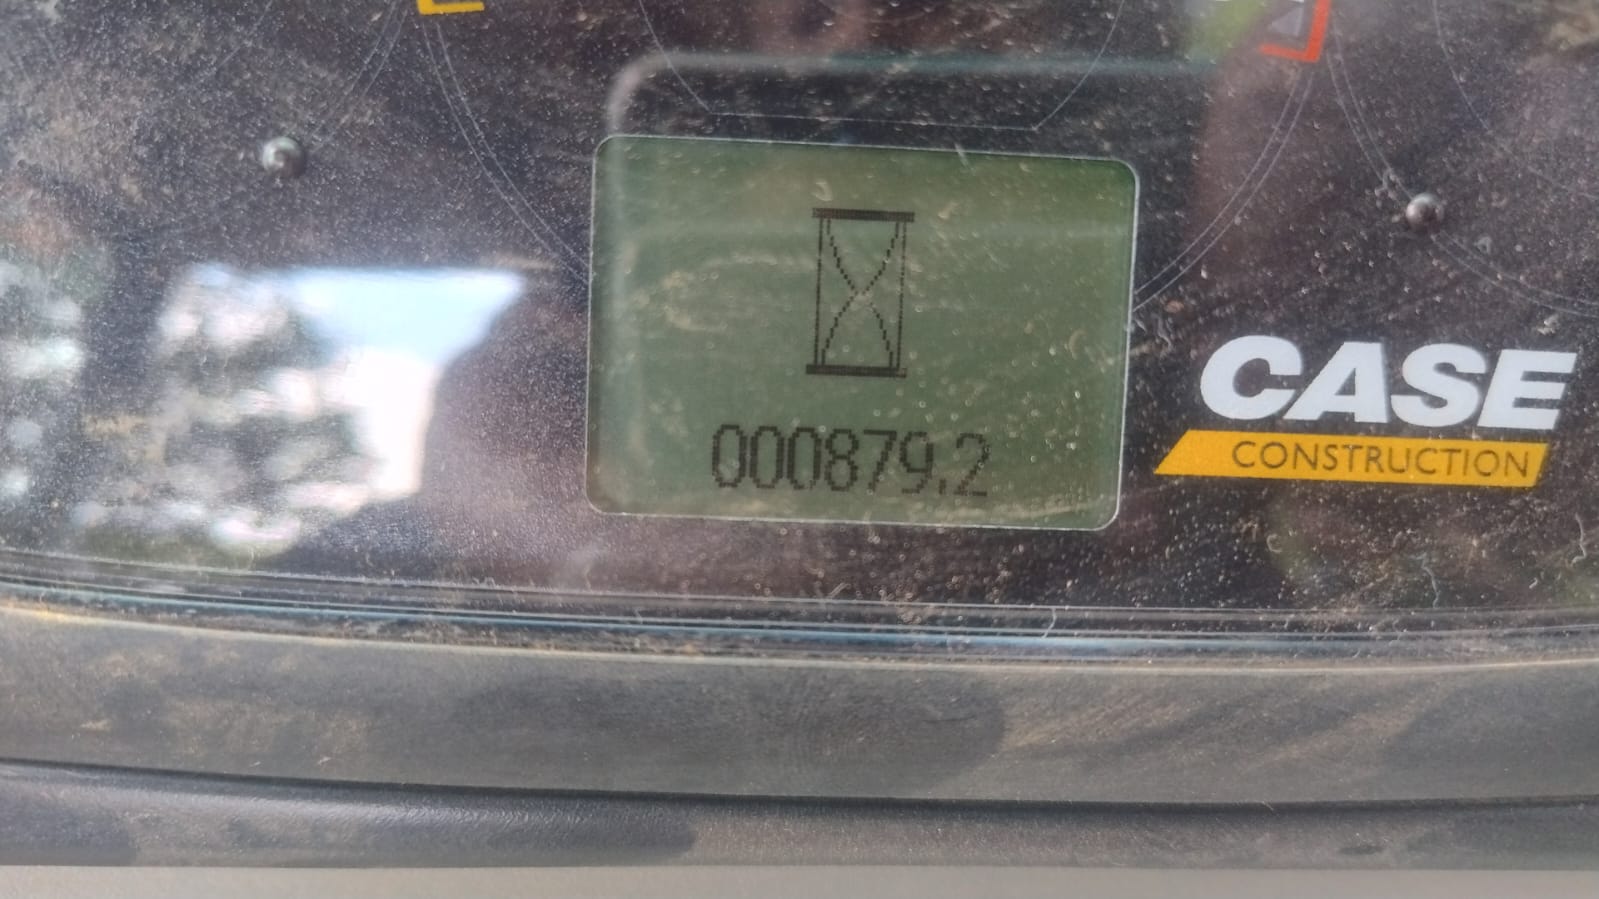 000879.2
CASE
CONSTRUCTION